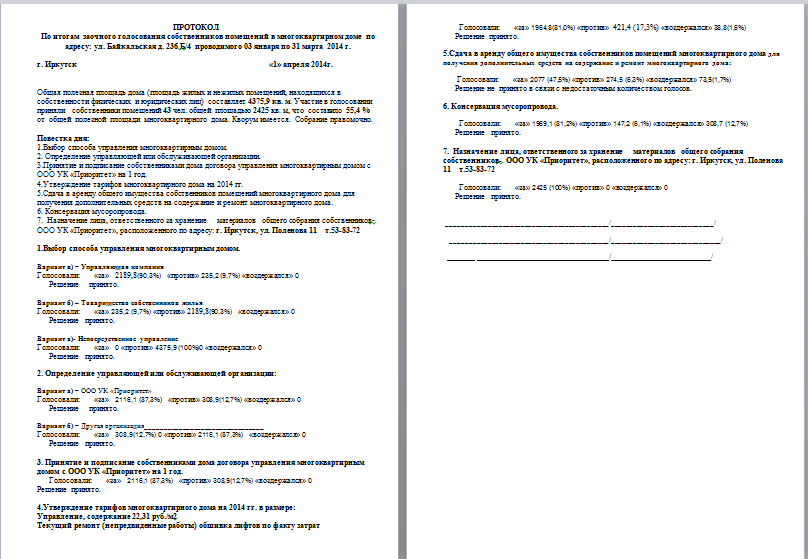 ПРОТОКОЛ
По итогам заочного голосования собственников помещений в многоквартирном доме по
адресу: ул. Байкальская д. 236,Б/4 проводимого 03 января по 31 марта 2014 г.
г. Иркутск «1» апреля 2014г.
Общая полезная площадь дома (площадь жилых и нежилых помещений, находящихся в
собственности физических и юридических лиц) составляет 4375,9 кв. м. Участие в голосовании
приняли собственники помещений 43 чел. общей площадью 2425 кв. м, что составило 55,4 %
от общей полезной площади многоквартирного дома. Кворум имеется. Собрание правомочно.
Повестка дня:
1.Выбор способа управления многоквартирным домом.
2. Определение управляющей или обслуживающей организации.
3.Принятие и подписание собственниками дома договора управления многоквартирным домом с
ООО УК «Приоритет» на 1 год.
4.Утверждение тарифов многоквартирного дома на 2014 гг.
5.Сдача в аренду общего имущества собственников помещений многоквартирного дома для
получения дополнительных средств на содержание и ремонт многоквартирного дома.
6. Консервация мусоропровода.
7. Назначение лица, ответственного за хранение материалов общего собрания собственников:,
ООО УК «Приоритет», расположенного по адресу: г. Иркутск, ул. Поленова 11 т.53-83-72
1.Выбор способа управления многоквартирным домом.
Вариант а) – Управляющая компания
Голосовали: «за» 2189,8(90,3%) «против» 235,2 (9,7%) «воздержался» 0
Решение принято.
Вариант б) – Товарищество собственников жилья
Голосовали: «за» 235,2 (9,7%) «против» 2189,8(90,3%) «воздержался» 0
Решение принято.
Вариант в)- Непосредственное управление
Голосовали: «за» 0 «против» 4375,9 (100%)0 «воздержался» 0
Решение принято.
2. Определение управляющей или обслуживающей организации:
Вариант а) – ООО УК «Приоритет»
Голосовали: «за» 2116,1 (87,3%) «против» 308,9(12,7%) «воздержался» 0
Решение принято.
Вариант б) – Другая организация______________________________
Голосовали: «за» 308,9(12,7%) 0 «против» 2116,1 (87,3%) «воздержался» 0
Решение принято.
3. Принятие и подписание собственниками дома договора управления многоквартирным
домом с ООО УК «Приоритет» на 1 год.
Голосовали: «за» 2116,1 (87,3%) «против» 308,9(12,7%) «воздержался» 0
Решение принято.
4.Утверждение тарифов многоквартирного дома на 2014 гг. в размере:
Управление, содержание 22,31 руб./м2
Текущий ремонт (непредвиденные работы) обшивка лифтов по факту затрат
Голосовали: «за» 1964,8(81,0%) «против» 421,4 (17,3%) «воздержался» 38,8(1,6%)
Решение принято.
5.Сдача в аренду общего имущества собственников помещений многоквартирного дома для
получения дополнительных средств на содержание и ремонт многоквартирного дома:
Голосовали: «за» 2077 (47,5%) «против» 274,5 (6,3%) «воздержался» 73,5(1,7%)
Решение не принято в связи с недостаточным количеством голосов.
6. Консервация мусоропровода.
Голосовали: «за» 1969,1 (81,2%) «против» 147,2 (6,1%) «воздержался» 308,7 (12,7%)
Решение принято.
7. Назначение лица, ответственного за хранение материалов общего собрания
собственников:, ООО УК «Приоритет», расположенного по адресу: г. Иркутск, ул. Поленова
11 т.53-83-72
Голосовали: «за» 2425 (100%) «против» 0 «воздержался» 0
Решение принято.